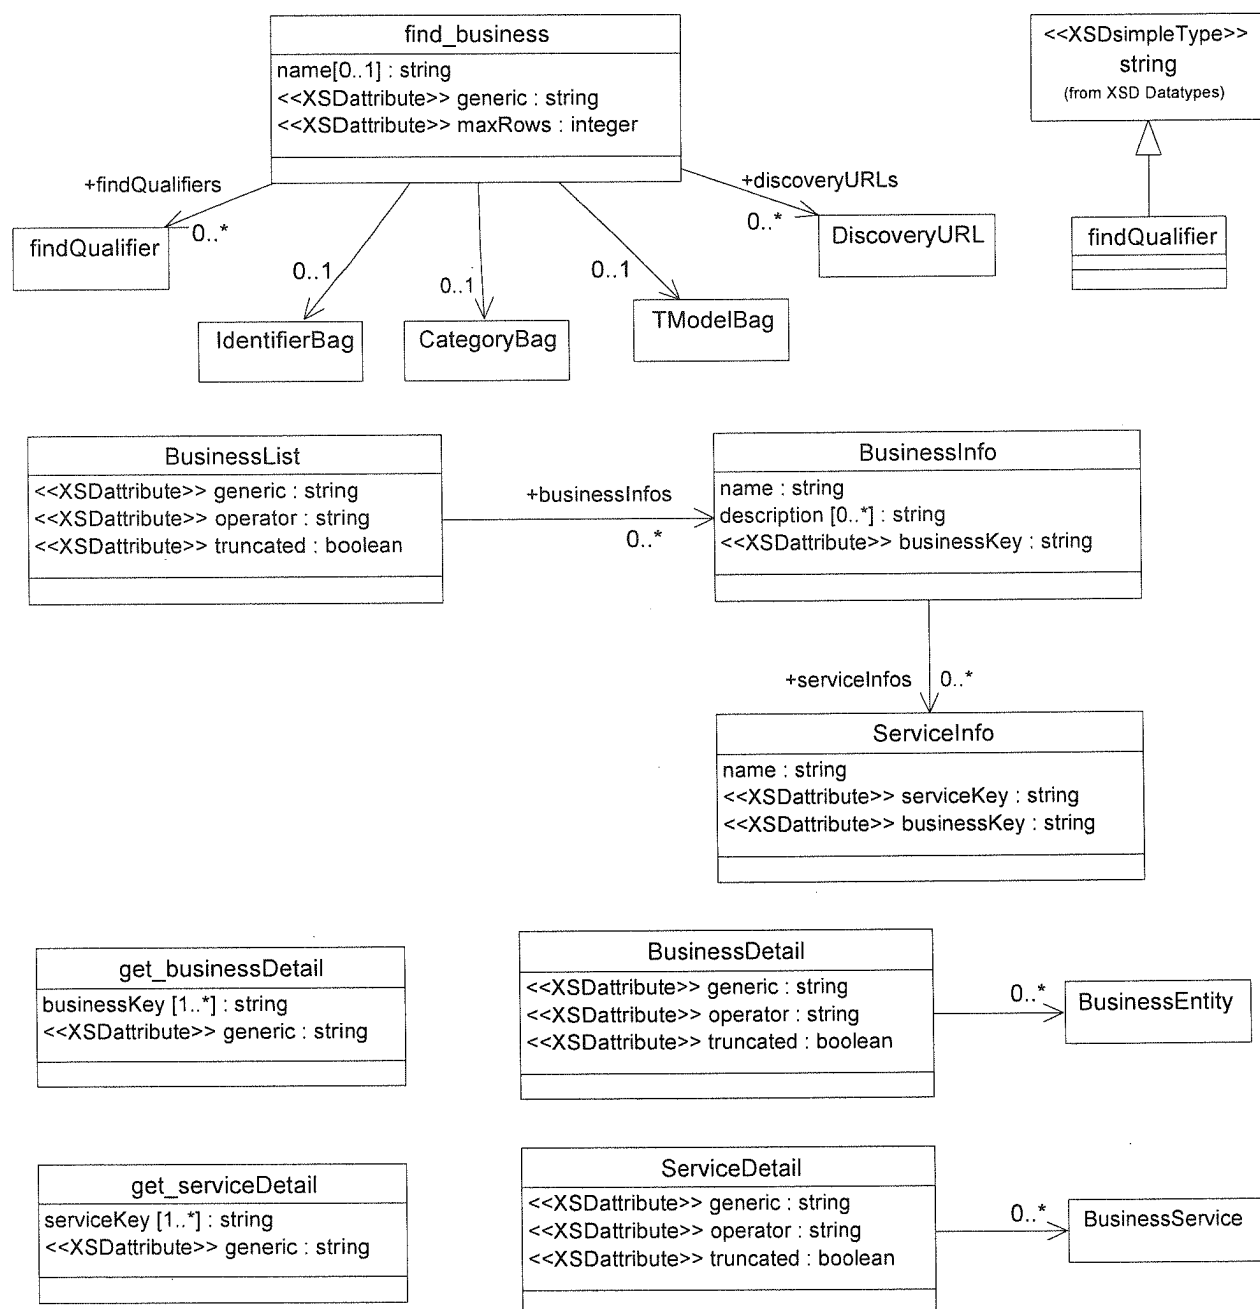 find_business
name[0..1] : string
<<XSDattribute>> generic : string
<<XSDattribute>> maxRows : integer
<<XSDsimpleType>>
string
(from XSD Datatypes)
+findQualifiers
0..*
+discoveryURLs
0..*
findQualifier
0..1
0..1
0..1
DiscoveryURL
findQualifier
IdentifierBag
CategoryBag
TModelBag
BusinessList
<<XSDattribute>> generic : string
<<XSDattribute>> operator : string
<<XSDattribute>> truncated : boolean
+businessInfos
0..*
BusinessInfo
name : string
description [0..*] : string
<<XSDattribute>> businessKey : string
+serviceInfos
0..*
ServiceInfo
name : string
<<XSDattribute>> serviceKey : string
<<XSDattribute>> businessKey : string
get_businessDetail
businessKey [1..*] : string
<<XSDattribute>> generic : string
BusinessDetail
<<XSDattribute>> generic : string
<<XSDattribute>> operator : string
<<XSDattribute>> truncated : boolean
0..*
BusinessEntity
get_serviceDetail
serviceKey [1..*] : string
<<XSDattribute>> generic : string
ServiceDetail
<<XSDattribute>> generic : string
<<XSDattribute>> operator : string
<<XSDattribute>> truncated : boolean
0..*
BusinessService